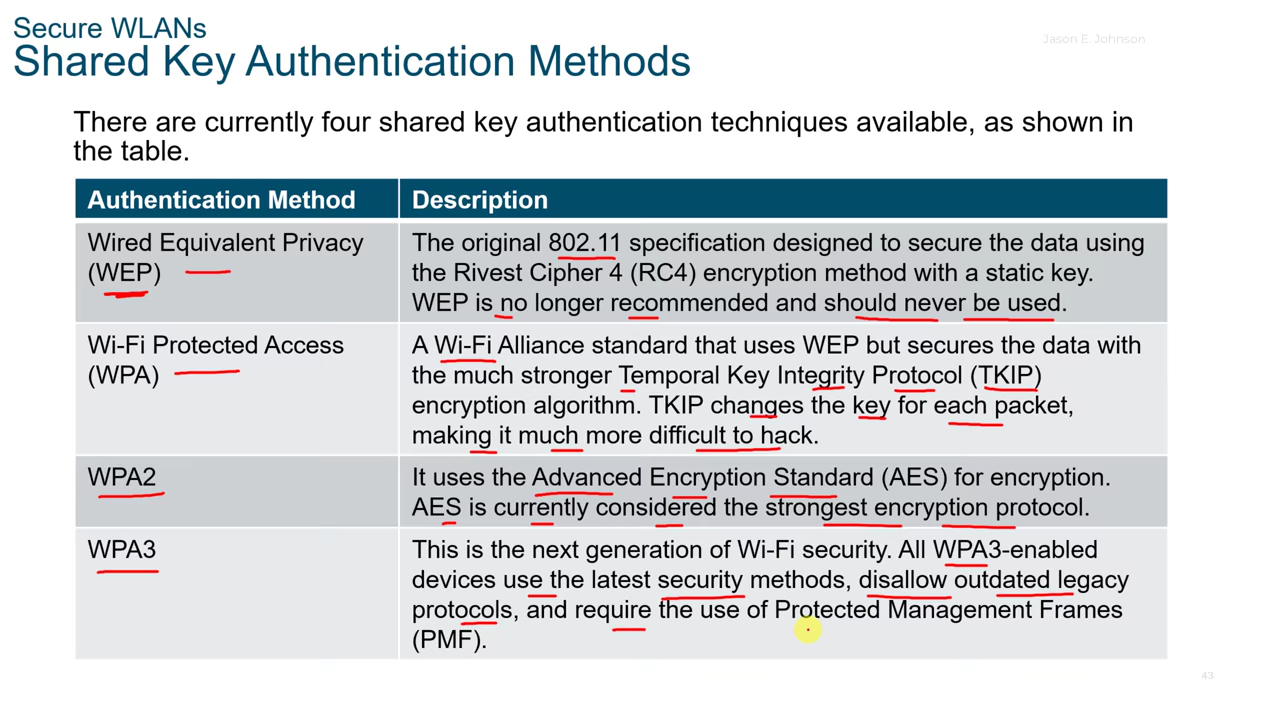 Secure WLANs
Jason E. Johnson
Shared Key Authentication Methods
There are currently four shared key authentication techniques available, as shown in
the table.
Authentication Method
Description
Wired Equivalent Privacy
(WEP)
The original 802.11 specification designed to secure the data using
the Rivest Cipher 4 (RC4) encryption method with a static key.
WEP is no longer recommended and should never be used.
Wi-Fi Protected Access
(WPA)
A Wi-Fi Alliance standard that uses WEP but secures the data with
the much stronger Temporal Key Integrity Protocol (TKIP)
encryption algorithm. TKIP changes the key for each packet,
making it much more difficult to hack.
WPA2
It uses the Advanced Encryption Standard (AES) for encryption.
AES is currently considered the strongest encryption protocol.
WPA3
This is the next generation of Wi-Fi security. All WPA3-enabled
devices use the latest security methods, disallow outdated legacy
protocols, and require the use of Protected Management Frames
(PMF).
43